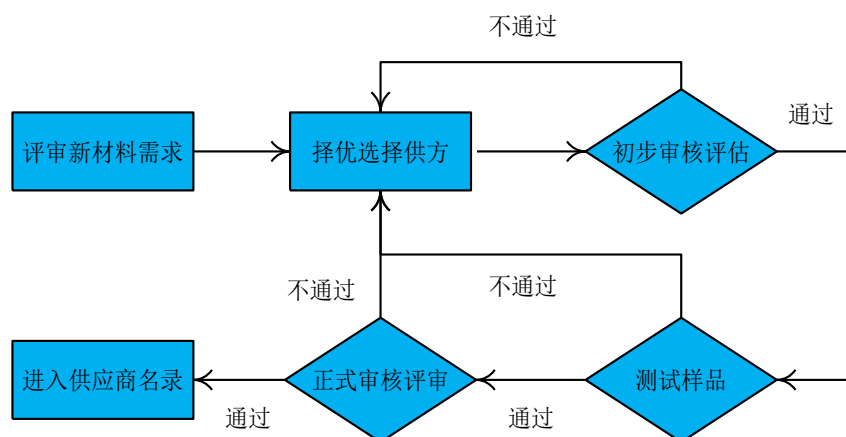 不通过
通过
评审新材料需求
择优选择供方
初步审核评估
不通过
不通过
进入供应商名录
正式审核评审
测试样品
通过
通过